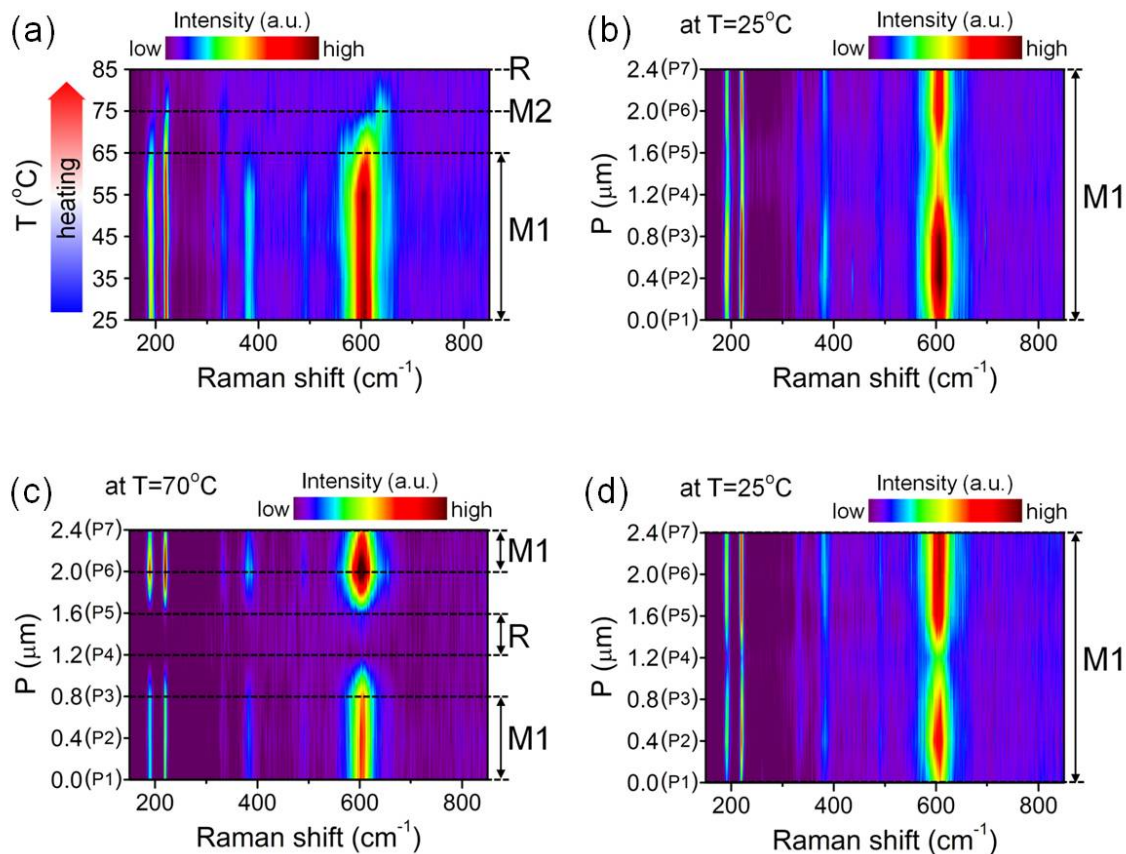 (a)
Intensity (a.u.)
low high
85
75
65
55
45
35
25
T (°C)
heating
R
M2
M1
200 400 600 800
Raman shift (cm-1)
(b)
at T=25°C
Intensity (a.u.)
low high
2.4(P7)
2.0(P6)
1.6(P5)
1.2(P4)
0.8(P3)
0.4(P2)
0.0(P1)
P (μm)
M1
200 400 600 800
Raman shift (cm-1)
(c)
at T=70°C
Intensity (a.u.)
low high
2.4(P7)
2.0(P6)
1.6(P5)
1.2(P4)
0.8(P3)
0.4(P2)
0.0(P1)
P (μm)
M1
R
M1
200 400 600 800
Raman shift (cm-1)
(d)
at T=25°C
Intensity (a.u.)
low high
2.4(P7)
2.0(P6)
1.6(P5)
1.2(P4)
0.8(P3)
0.4(P2)
0.0(P1)
P (μm)
M1
200 400 600 800
Raman shift (cm-1)